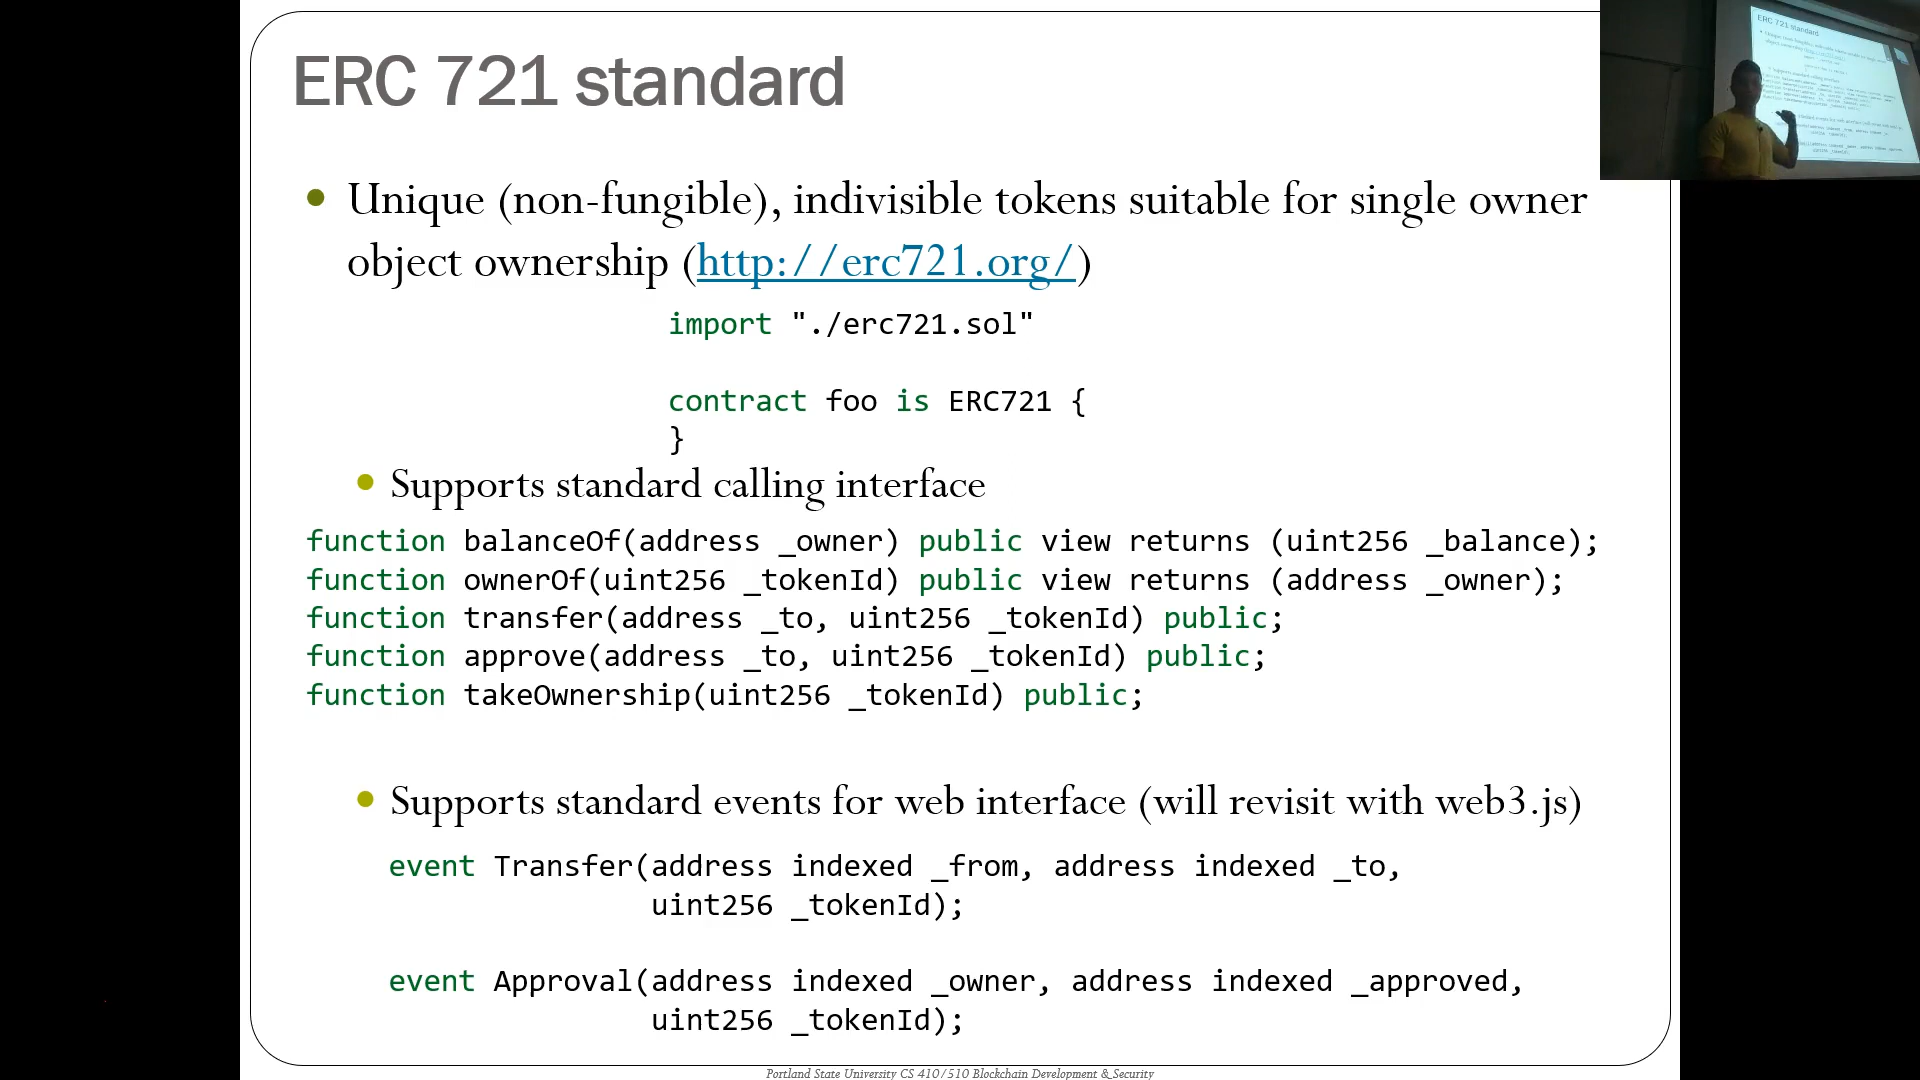 ERC 721 standard
Unique (non-fungible), indivisible tokens suitable for single owner
object ownership (http://erc721.org/)
import "./erc721.sol"
contract foo is ERC721 {
}
Supports standard calling interface
function balanceOf(address _owner) public view returns (uint256 _balance);
function ownerOf(uint256 _tokenId) public view returns (address _owner);
function transfer(address _to, uint256 _tokenId) public;
function approve(address _to, uint256 _tokenId) public;
function takeOwnership(uint256 _tokenId) public;
Supports standard events for web interface (will revisit with web3.js)
event Transfer(address indexed _from, address indexed _to,
uint256 _tokenId);
event Approval(address indexed _owner, address indexed _approved,
uint256 _tokenId);
Portland State University CS 410/510 Blockchain Development & Security
ERC 721 standard